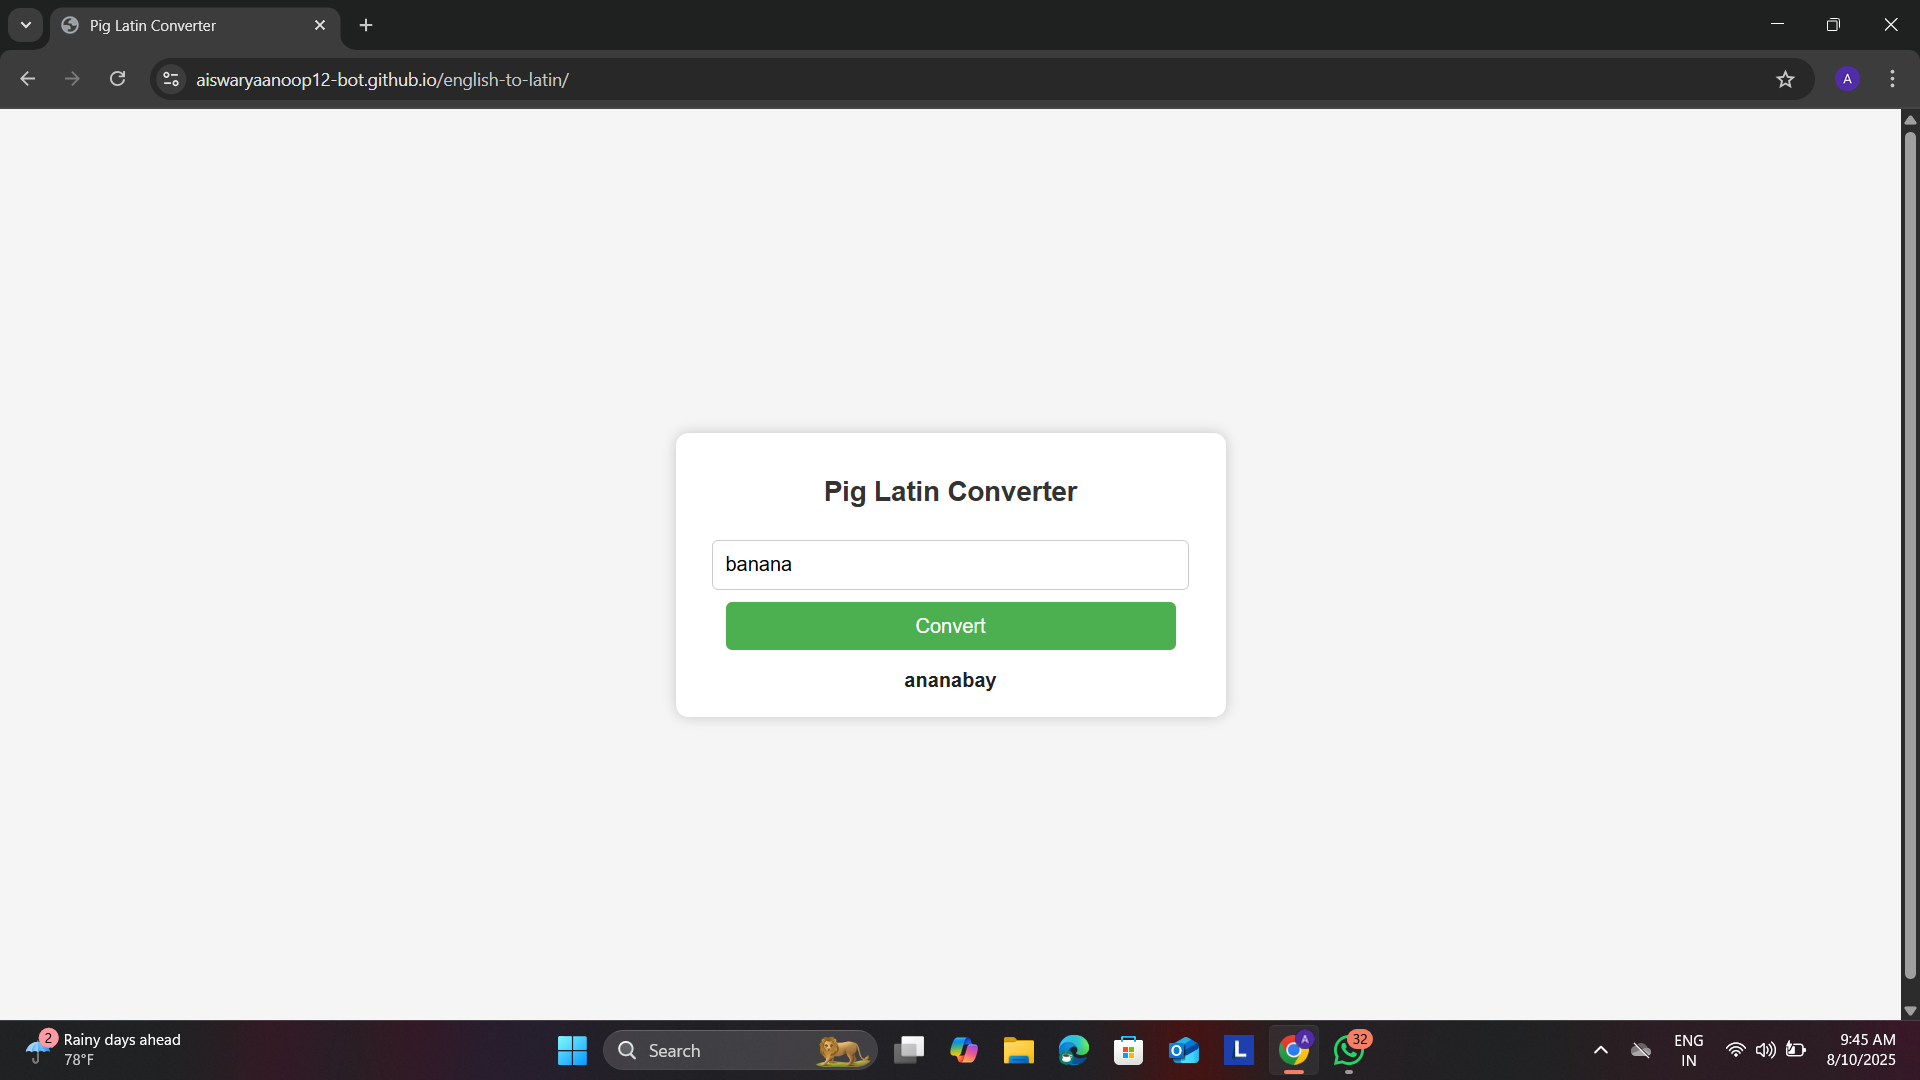 Pig Latin Converter
aiswaryaanoop12-bot.github.io/english-to-latin/
A
Pig Latin Converter
banana
Convert
ananabay
2
Rainy days ahead
78°F
Search
L
A
32
ENG
IN
9:45 AM
8/10/2025